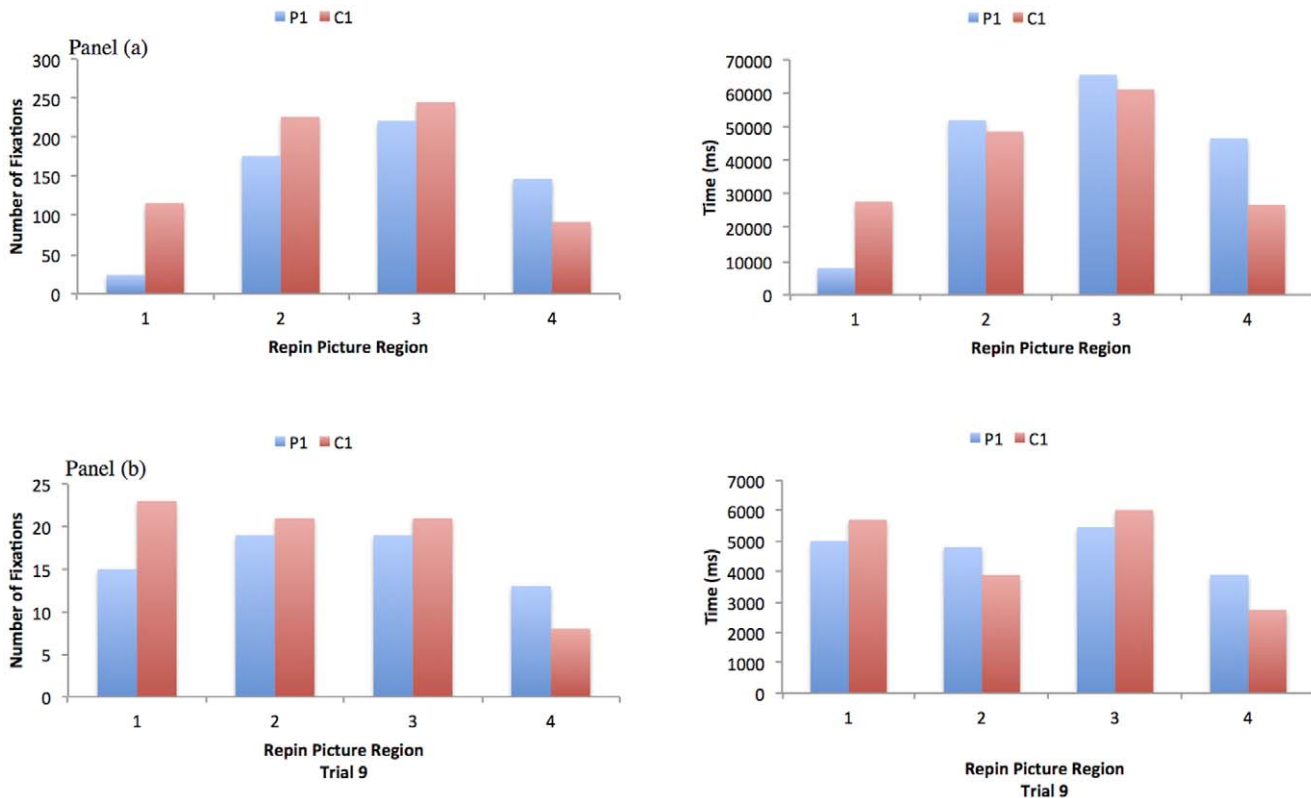 P1 C1
Panel (a)
Number of Fixations
300
250
200
150
100
50
0
1 2 3 4
Repin Picture Region
P1 C1
Time (ms)
70000
60000
50000
40000
30000
20000
10000
0
1 2 3 4
Repin Picture Region
P1 C1
Panel (b)
Number of Fixations
25
20
15
10
5
0
1 2 3 4
Repin Picture Region
Trial 9
P1 C1
Time (ms)
7000
6000
5000
4000
3000
2000
1000
0
1 2 3 4
Repin Picture Region
Trial 9